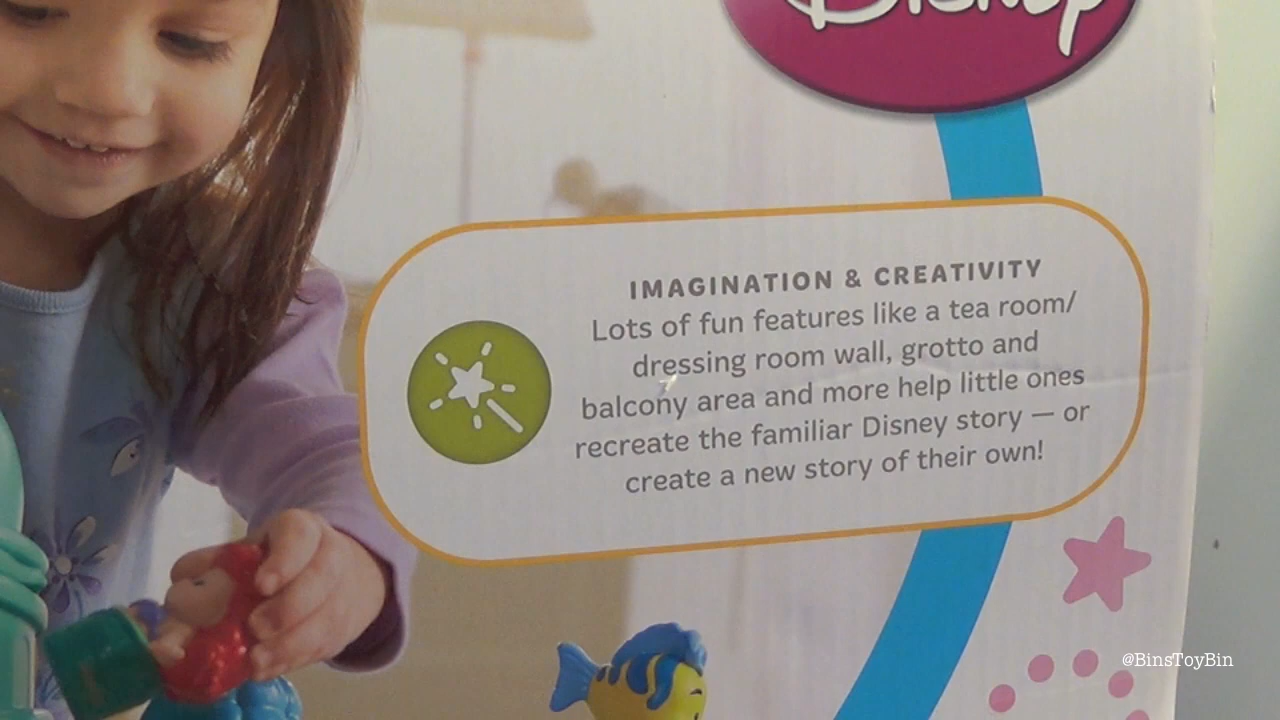 Disney
IMAGINATION & CREATIVITY
Lots of fun features like a tea room/
dressing room wall, grotto and
balcony area and more help little ones
recreate the familiar Disney story — or
create a new story of their own!
@BinsToyBin